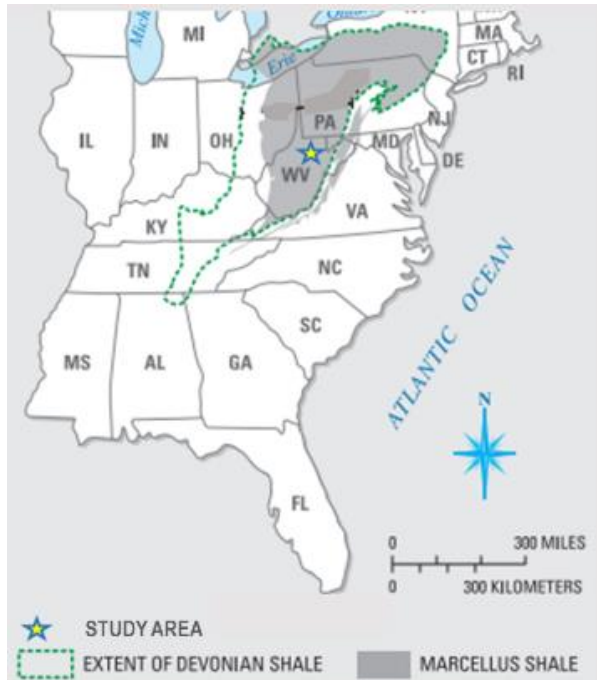 Mich
MI
Erie
MA
CT
RI
IL
IN
OH
PA
NJ
MD
DE
WV
KY
VA
TN
NC
SC
MS
AL
GA
FL
ATLANTIC OCEAN
N
0 300 MILES
0 300 KILOMETERS
STUDY AREA
EXTENT OF DEVONIAN SHALE
MARCELLUS SHALE